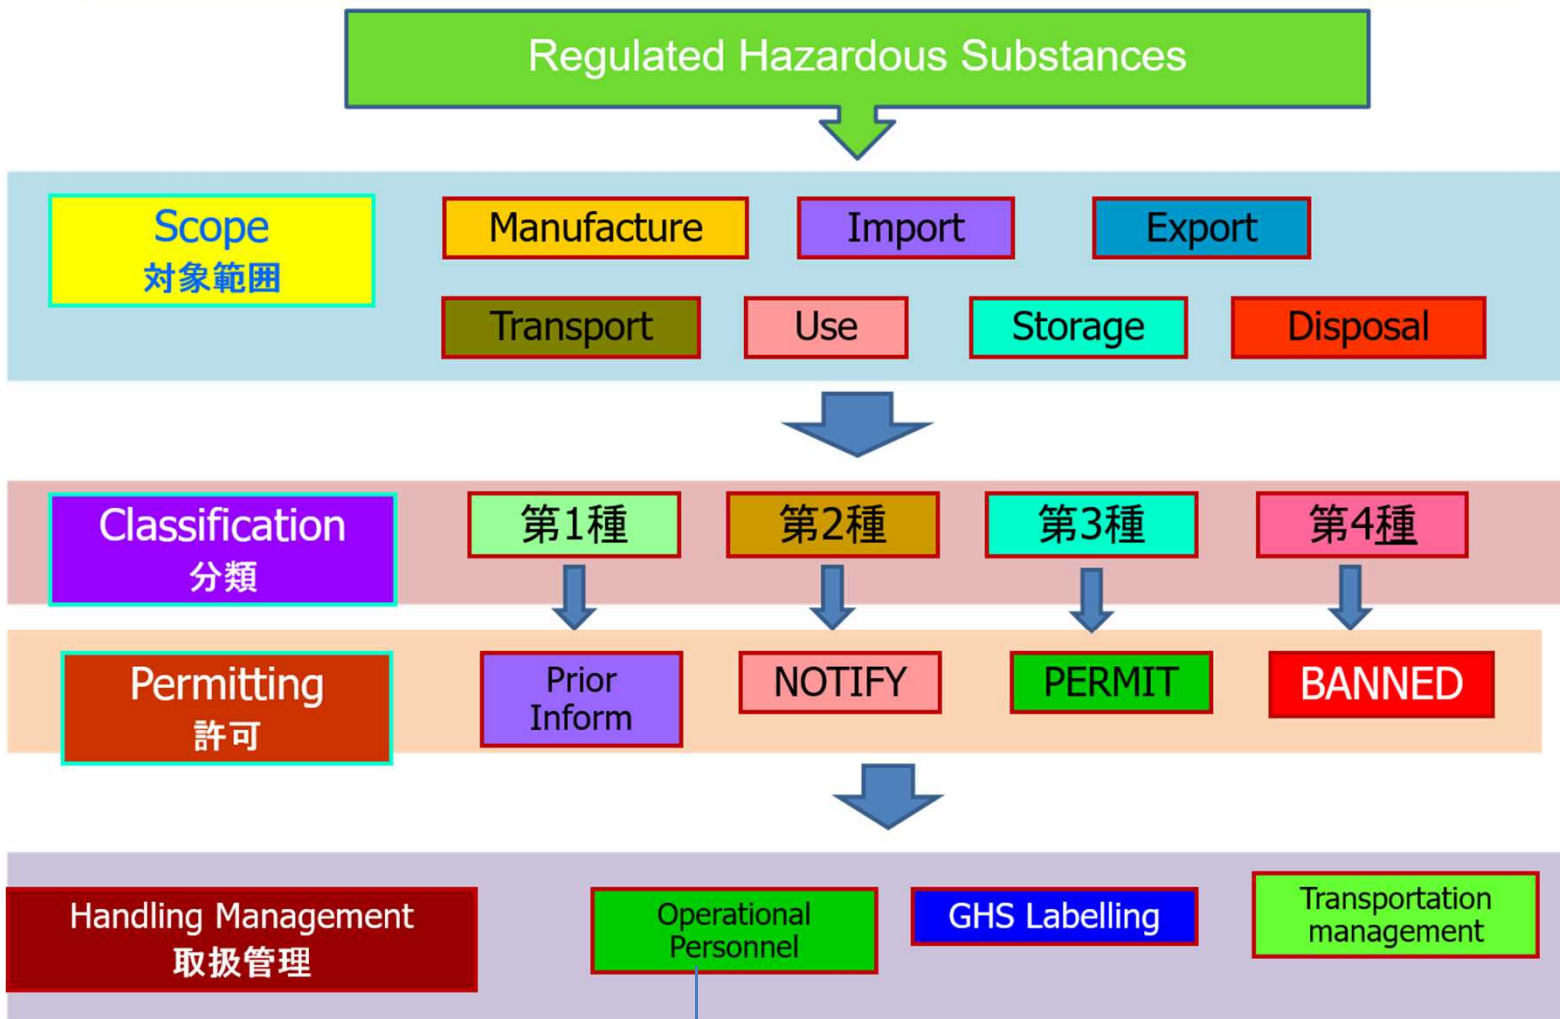 Regulated Hazardous Substances
Scope
対象範囲
Manufacture
Import
Export
Transport
Use
Storage
Disposal
Classification
分類
第1種
第2種
第3種
第4種
Permitting
許可
Prior
Inform
NOTIFY
PERMIT
BANNED
Handling Management
取扱管理
Operational
Personnel
GHS Labelling
Transportation
management